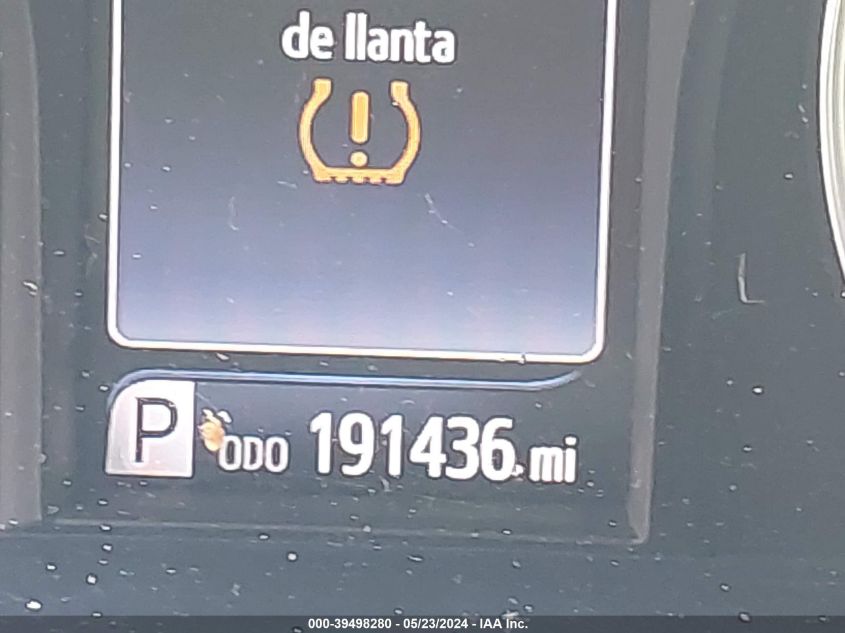 de llanta
P ODO 191436 mi
000-39498280 - 05/23/2024 - IAA Inc.